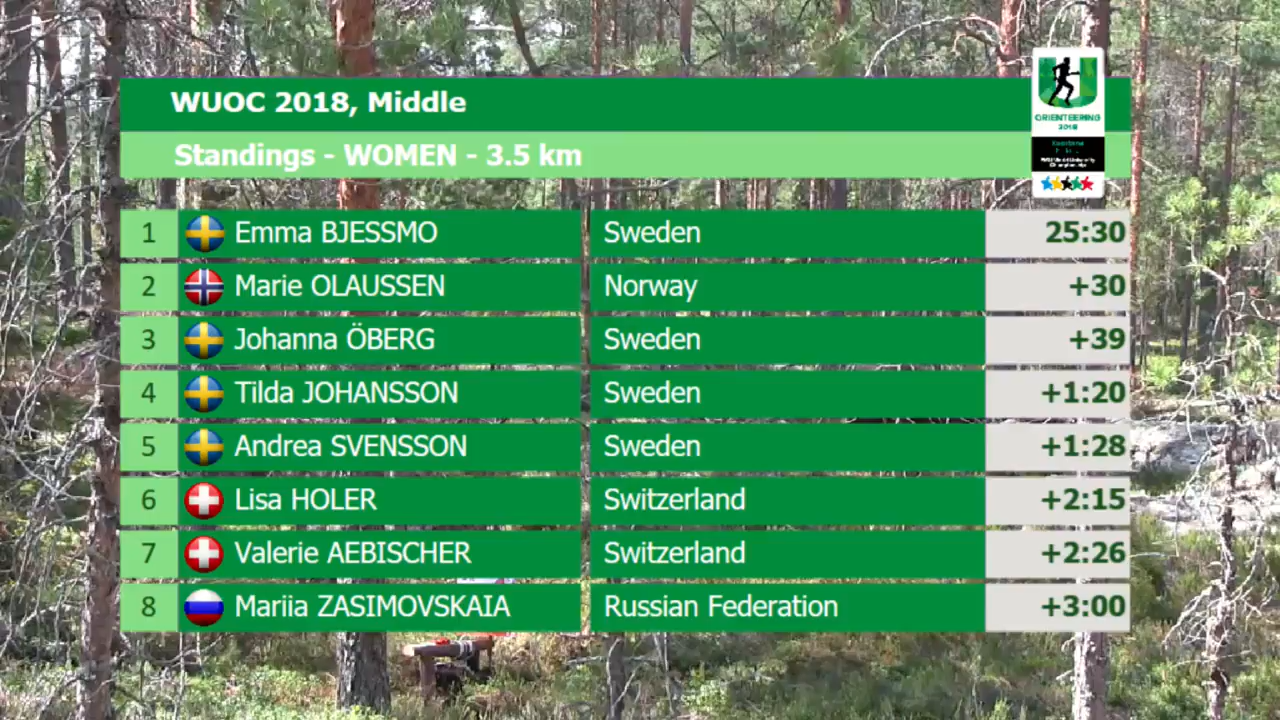 WUOC 2018, Middle
Standings - WOMEN - 3.5 km
ORIENTEERING
2018
1 Emma BJESSMO Sweden 25:30
2 Marie OLAUSSEN Norway +30
3 Johanna ÖBERG Sweden +39
4 Tilda JOHANSSON Sweden +1:20
5 Andrea SVENSSON Sweden +1:28
6 Lisa HOLER Switzerland +2:15
7 Valerie AEBISCHER Switzerland +2:26
8 Mariia ZASIMOVSKAIA Russian Federation +3:00